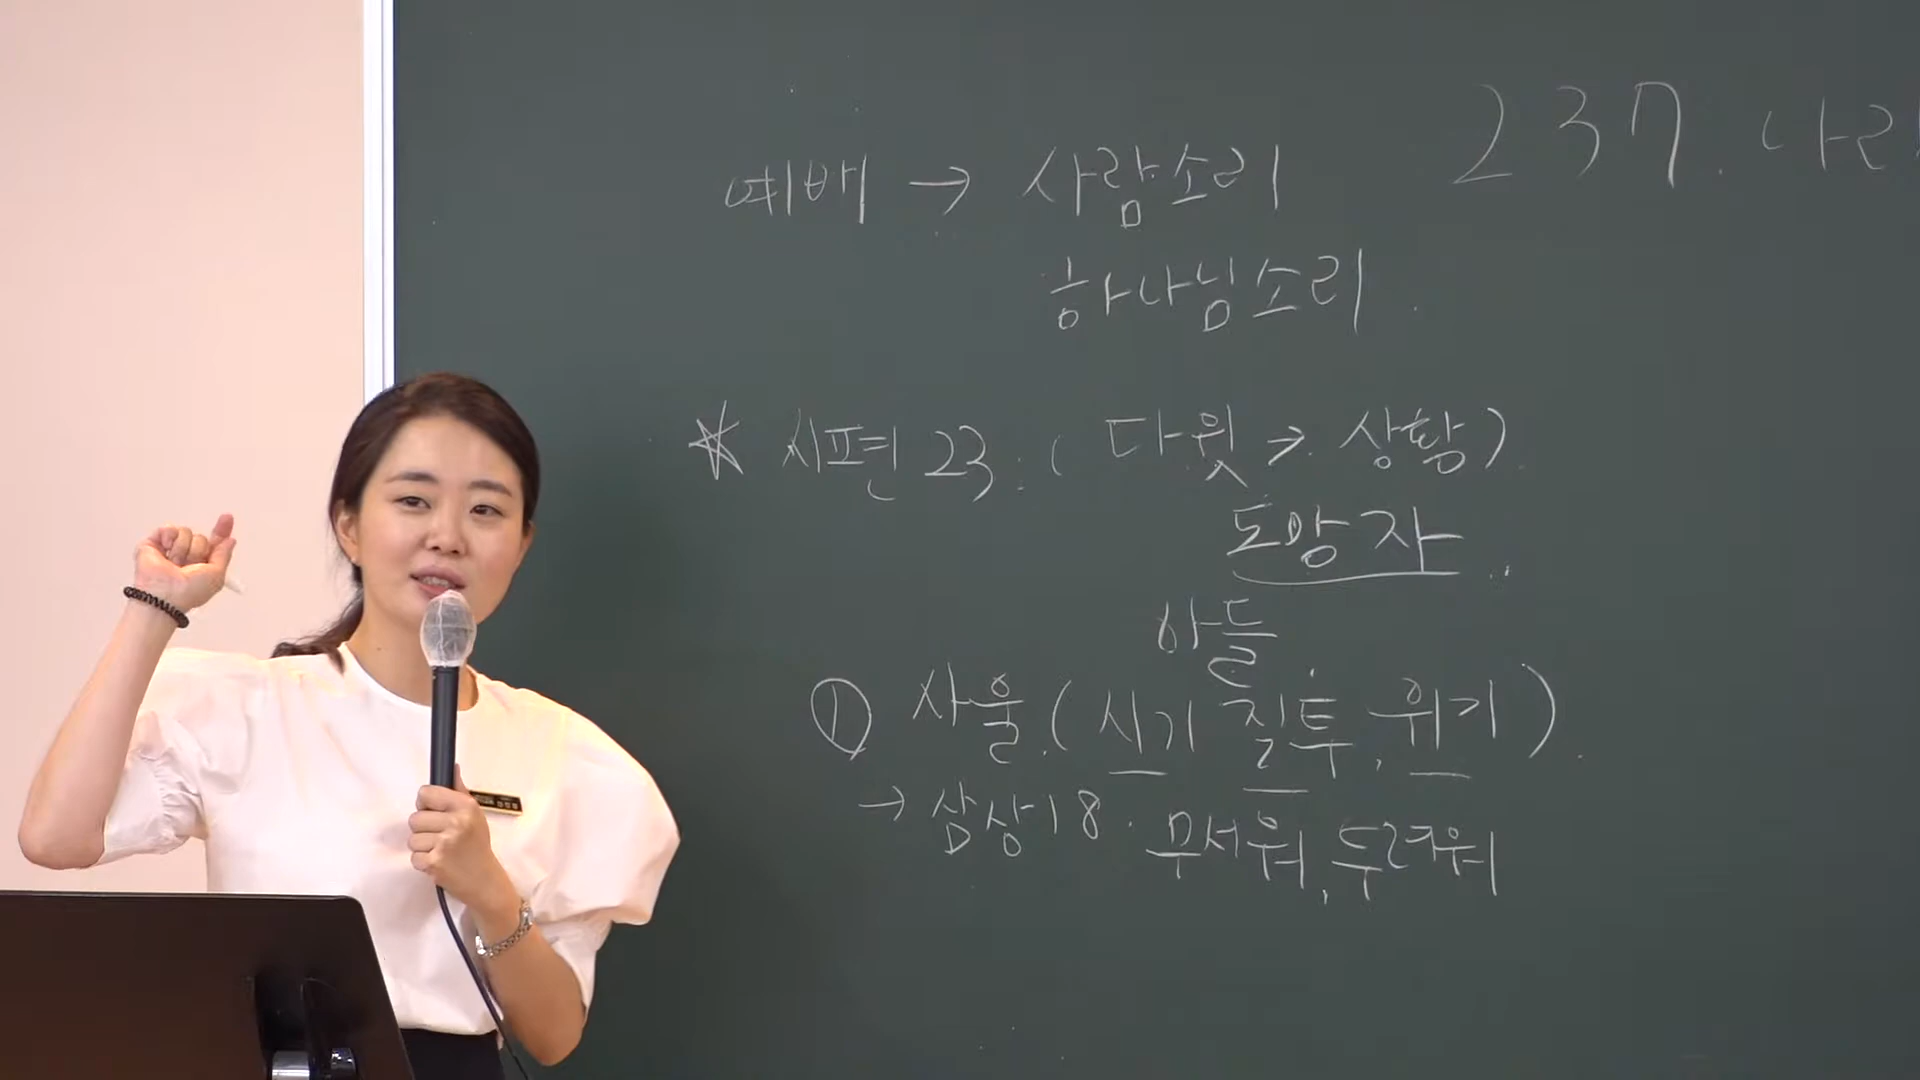 237. 나라
예배 → 사람소리
하나님소리
* 시편 23. ( 다윗 → 상황 )
도망자
아들
① 사울. ( 시기 질투, 위기 ).
→ 삼상 18. 무서워, 두려워